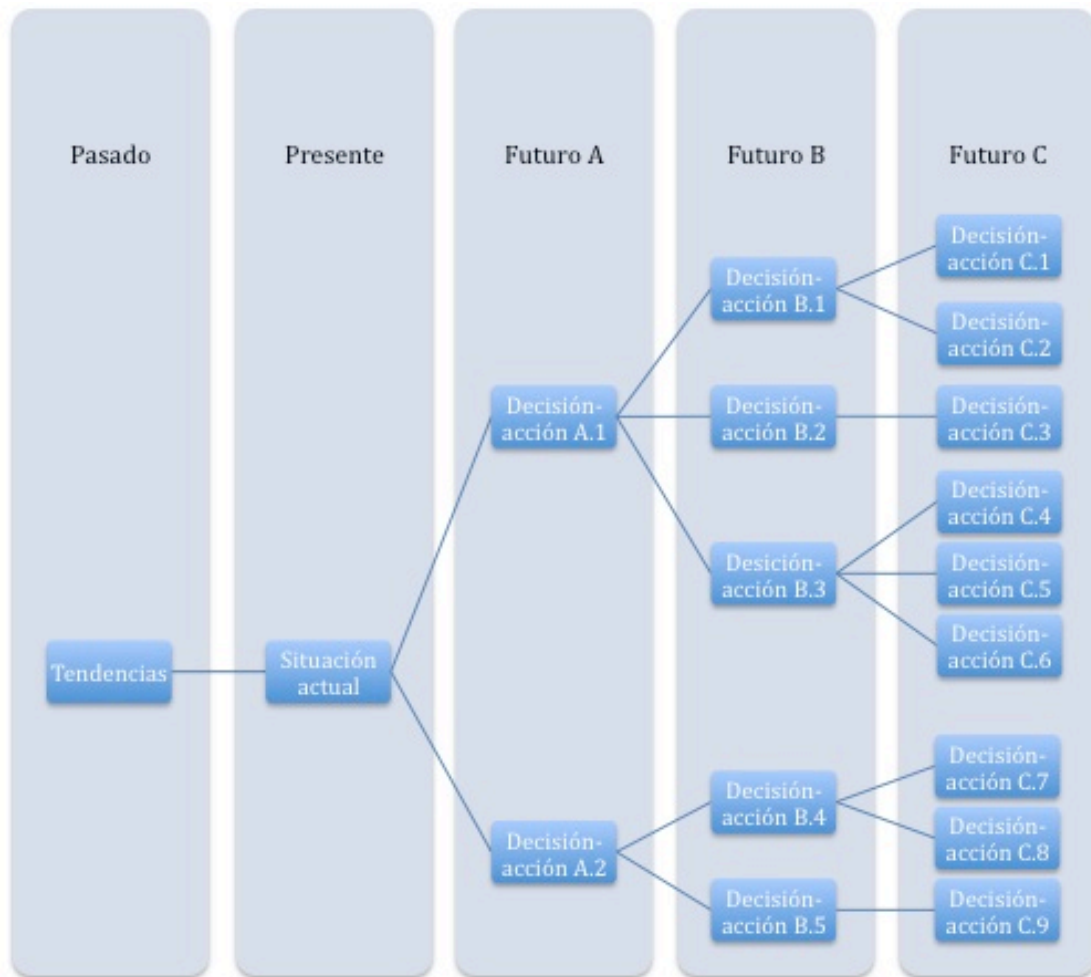 Pasado
Presente
Futuro A
Futuro B
Futuro C
Tendencias
Situación
actual
Decisión-
acción A.1
Decisión-
acción A.2
Decisión-
acción B.1
Decisión-
acción B.2
Desición-
acción B.3
Decisión-
acción B.4
Decisión-
acción B.5
Decisión-
acción C.1
Decisión-
acción C.2
Decisión-
acción C.3
Decisión-
acción C.4
Decisión-
acción C.5
Decisión-
acción C.6
Decisión-
acción C.7
Decisión-
acción C.8
Decisión-
acción C.9